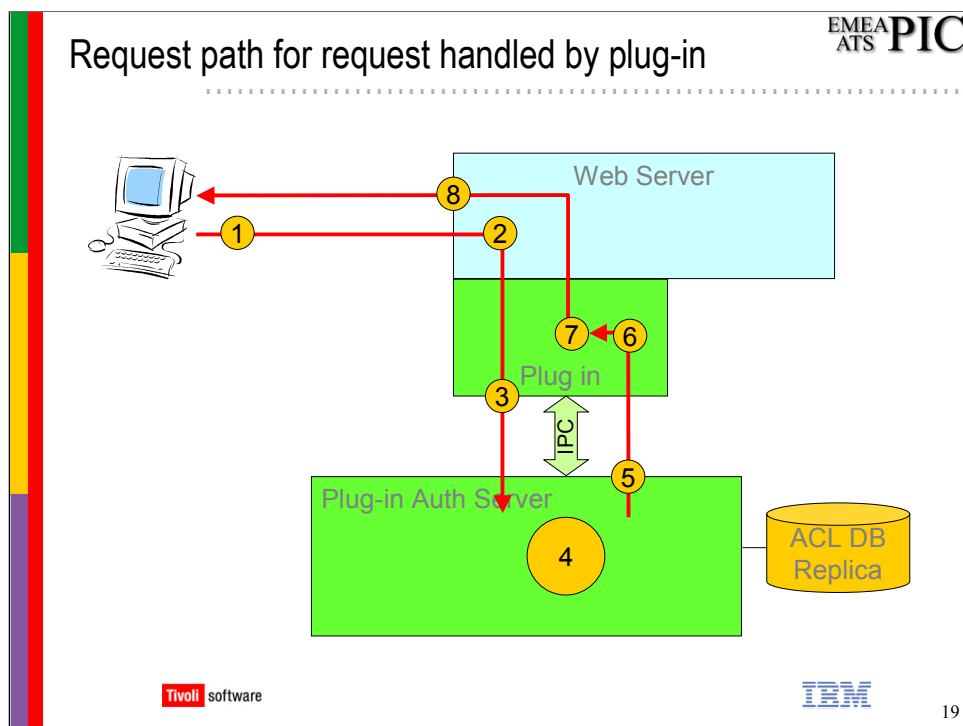 Request path for request handled by plug-in
EMEA
ATS PIC
Web Server
8
1
2
7
6
Plug in
3
IPC
5
Plug-in Auth Server
4
ACL DB
Replica
Tivoli software
IBM
19